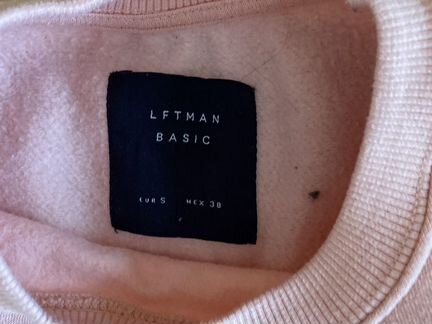 LFTMAN
BASIC
EUR S MEX 38